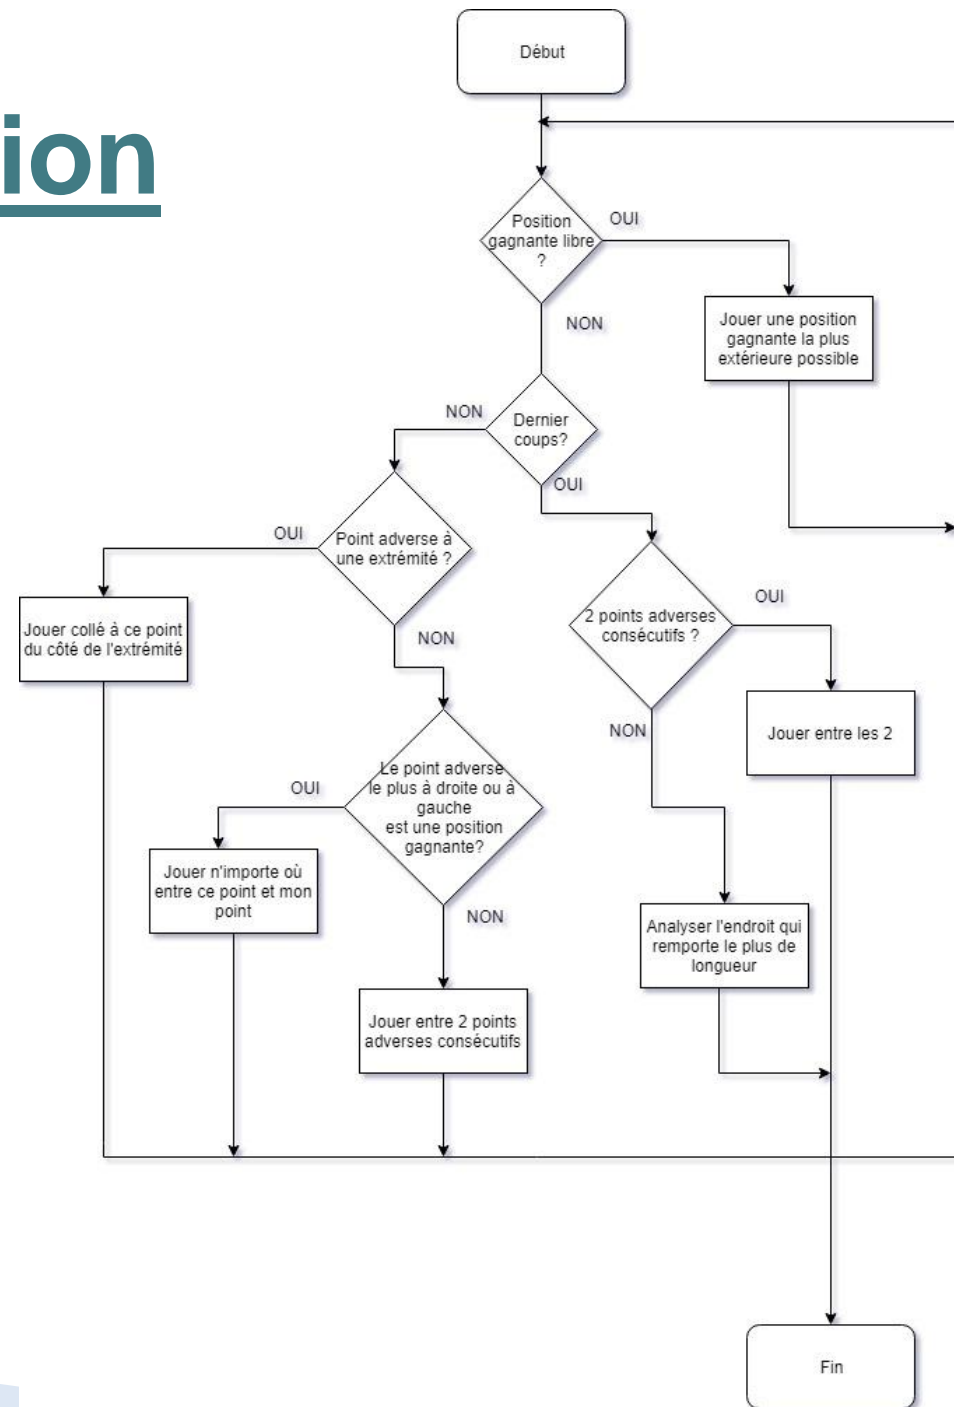 Début
ion
Position
gagnante libre
?
OUI
NON
Jouer une position
gagnante la plus
extérieure possible
NON
Dernier
coups?
OUI
OUI
Point adverse à
une extrémité ?
OUI
2 points adverses
consécutifs ?
Jouer collé à ce point
du côté de l'extrémité
NON
NON
Jouer entre les 2
OUI
Le point adverse
le plus à droite ou à
gauche
est une position
gagnante?
Jouer n'importe où
entre ce point et mon
point
NON
Analyser l'endroit qui
remporte le plus de
longueur
Jouer entre 2 points
adverses consécutifs
Fin